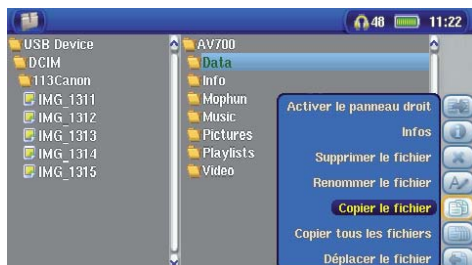 48 11:22
USB Device
DCIM
113Canon
IMG_1311
IMG_1312
IMG_1313
IMG_1314
IMG_1315
AV700
Data
Info
Mophun
Music
Pictures
Playlists
Video
Activer le panneau droit
Infos
Supprimer le fichier
Renommer le fichier
Copier le fichier
Copier tous les fichiers
Déplacer le fichier